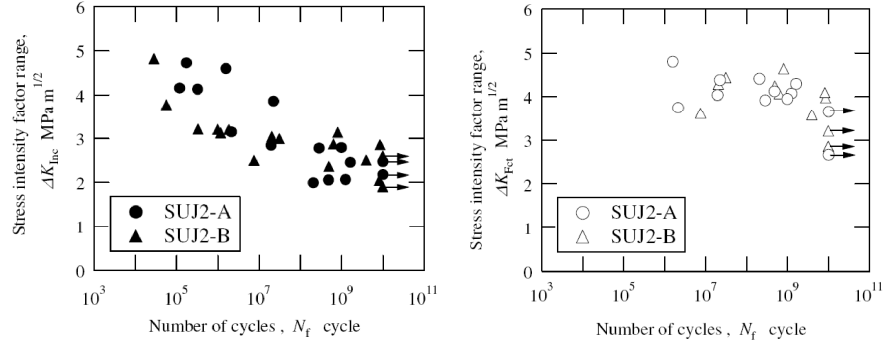 Stress intensity factor range,
ΔK_Inc MPa m^1/2
6
5
4
3
2
1
0
SUJ2-A
SUJ2-B
10^3 10^5 10^7 10^9 10^11
Number of cycles , N_f cycle
Stress intensity factor range,
ΔK_Fct MPa m^1/2
6
5
4
3
2
1
0
SUJ2-A
SUJ2-B
10^3 10^5 10^7 10^9 10^11
Number of cycles , N_f cycle